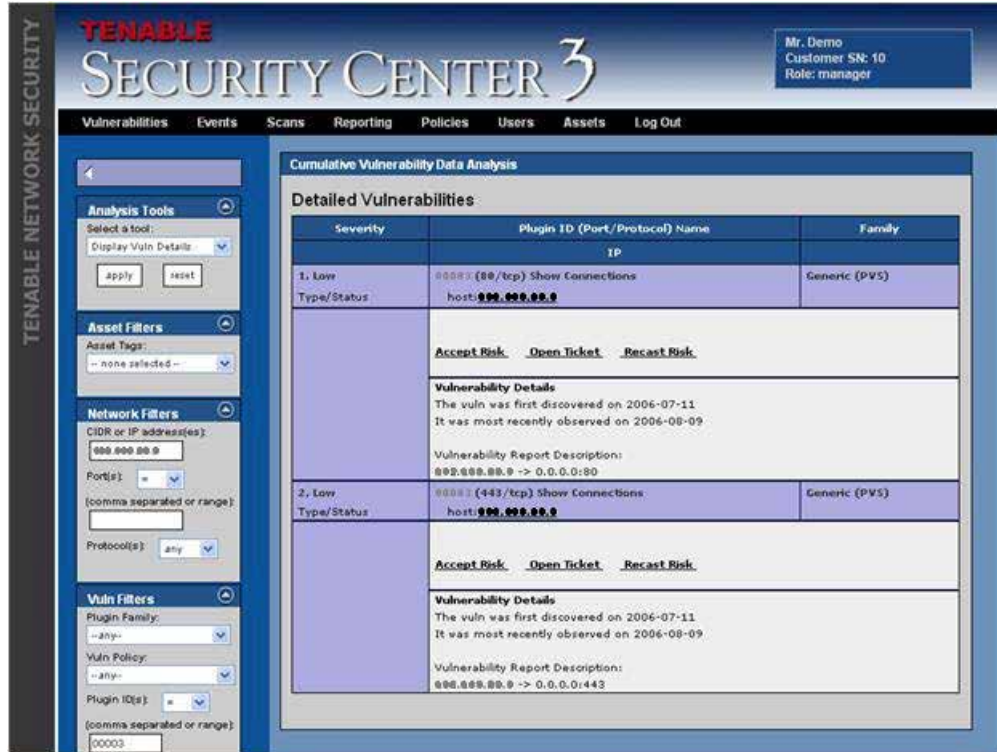 TENABLE NETWORK SECURITY
TENABLE
SECURITY CENTER 3
Mr. Demo
Customer SN: 10
Role: manager
Vulnerabilities Events Scans Reporting Policies Users Assets Log Out
Analysis Tools
Select a tool:
Display Vuln Details
apply reset
Asset Filters
Asset Tags:
-- none selected --
Network Filters
CIDR or IP address(es):
Port(s): =
(comma separated or range):
Protocol(s): any
Vuln Filters
Plugin Family:
--any--
Vuln Policy:
--any--
Plugin ID(s): =
(comma separated or range):
00003
Cumulative Vulnerability Data Analysis
Detailed Vulnerabilities
Severity Plugin ID (Port/Protocol) Name Family
IP
1. Low (80/tcp) Show Connections Generic (PVS)
Type/Status host:
Accept Risk Open Ticket Recast Risk
Vulnerability Details
The vuln was first discovered on 2006-07-11
It was most recently observed on 2006-08-09
Vulnerability Report Description:
-> 0.0.0.0:80
2. Low (443/tcp) Show Connections Generic (PVS)
Type/Status host:
Accept Risk Open Ticket Recast Risk
Vulnerability Details
The vuln was first discovered on 2006-07-11
It was most recently observed on 2006-08-09
Vulnerability Report Description:
-> 0.0.0.0:443